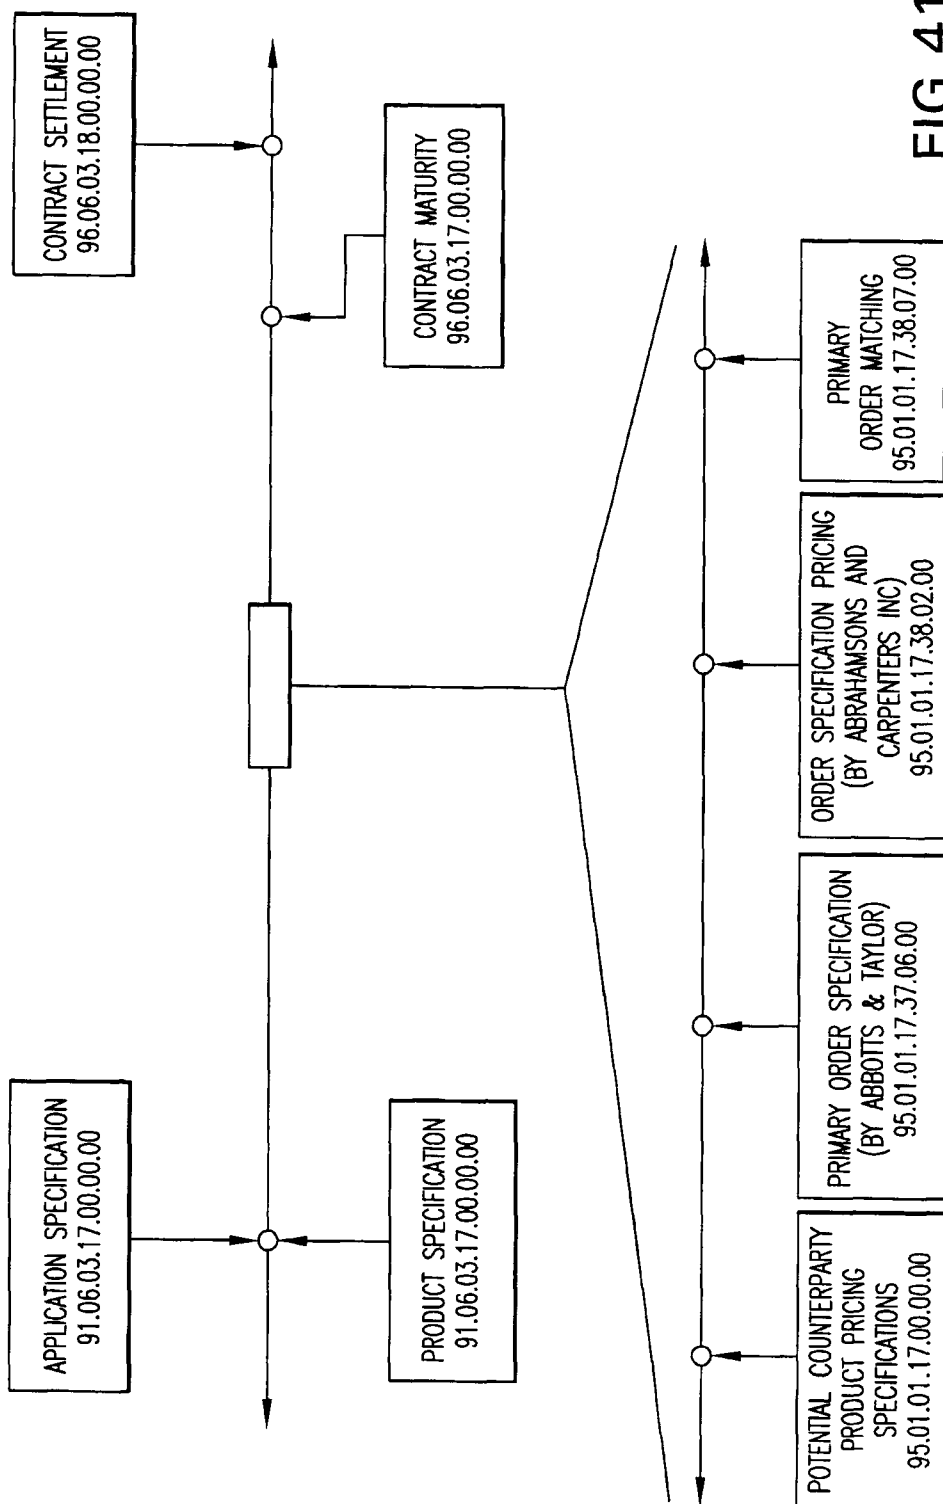 APPLICATION SPECIFICATION
91.06.03.17.00.00.00
CONTRACT SETTLEMENT
96.06.03.18.00.00.00
PRODUCT SPECIFICATION
91.06.03.17.00.00.00
CONTRACT MATURITY
96.06.03.17.00.00.00
POTENTIAL COUNTERPARTY
PRODUCT PRICING
SPECIFICATIONS
95.01.01.17.00.00.00
PRIMARY ORDER SPECIFICATION
(BY ABBOTTS & TAYLOR)
95.01.01.17.37.06.00
ORDER SPECIFICATION PRICING
(BY ABRAHAMSONS AND
CARPENTERS INC)
95.01.01.17.38.02.00
PRIMARY
ORDER MATCHING
95.01.01.17.38.07.00
FIG 41